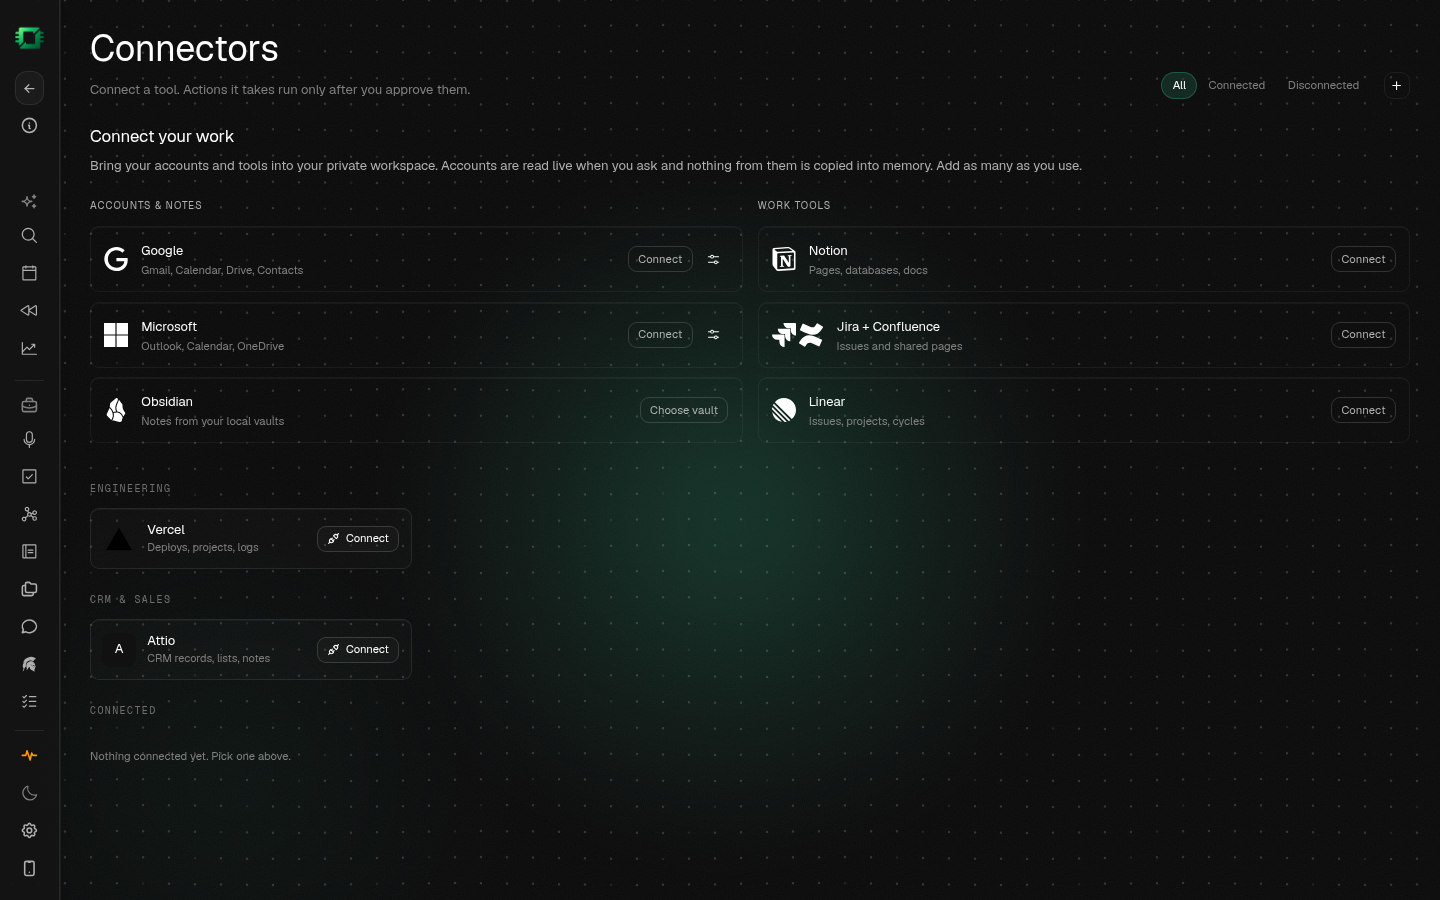 Connectors
Connect a tool. Actions it takes run only after you approve them.
All
Connected
Disconnected
Connect your work
Bring your accounts and tools into your private workspace. Accounts are read live when you ask and nothing from them is copied into memory. Add as many as you use.
ACCOUNTS & NOTES
Google
Gmail, Calendar, Drive, Contacts
Connect
Microsoft
Outlook, Calendar, OneDrive
Connect
Obsidian
Notes from your local vaults
Choose vault
WORK TOOLS
Notion
Pages, databases, docs
Connect
Jira + Confluence
Issues and shared pages
Connect
Linear
Issues, projects, cycles
Connect
ENGINEERING
Vercel
Deploys, projects, logs
Connect
CRM & SALES
A
Attio
CRM records, lists, notes
Connect
CONNECTED
Nothing connected yet. Pick one above.